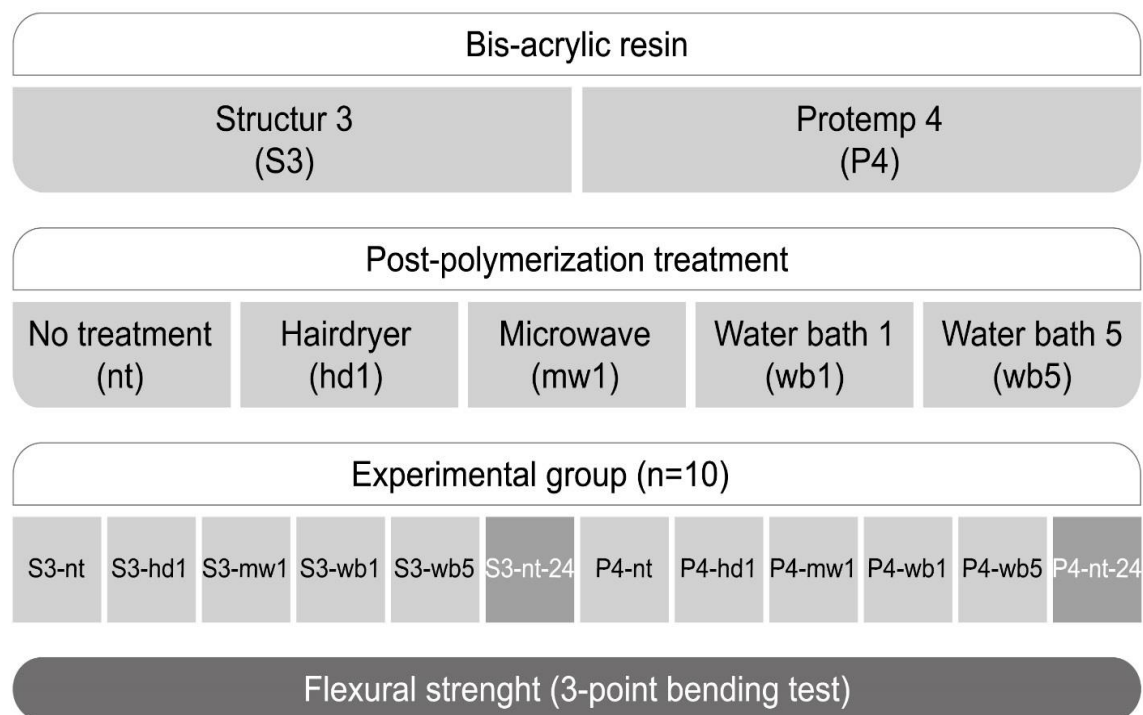 Bis-acrylic resin
Structur 3
(S3)
Protemp 4
(P4)
Post-polymerization treatment
No treatment
(nt)
Hairdryer
(hd1)
Microwave
(mw1)
Water bath 1
(wb1)
Water bath 5
(wb5)
Experimental group (n=10)
S3-nt S3-hd1 S3-mw1 S3-wb1 S3-wb5 S3-nt-24 P4-nt P4-hd1 P4-mw1 P4-wb1 P4-wb5 P4-nt-24
Flexural strenght (3-point bending test)